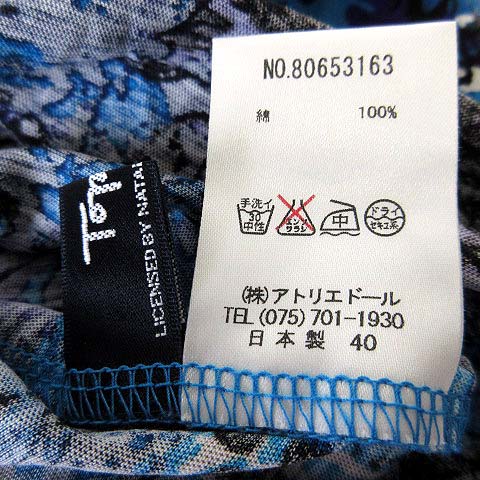 NO.80653163
綿 100%
手洗イ
30
中性
エンソ
サラシ
中
ドライ
セキユ系
(株)アトリエドール
TEL (075) 701-1930
日本製 40
LICENSED BY